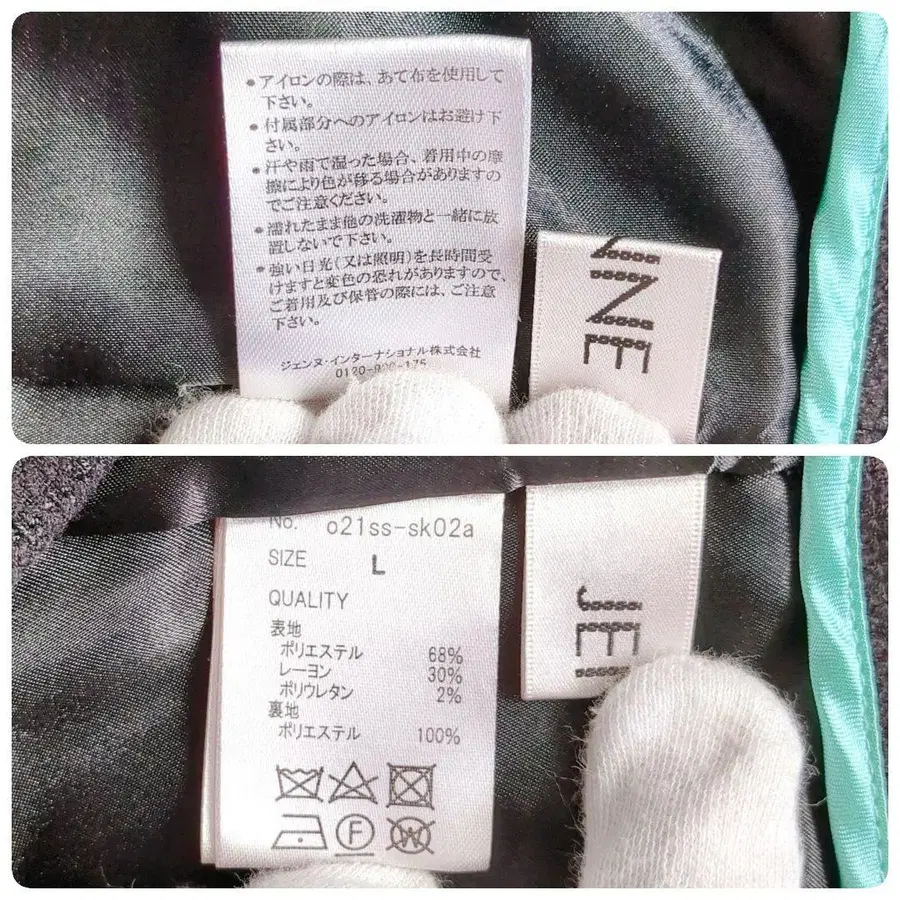 ●アイロンの際は、あて布を使用して
下さい。
●付属部分へのアイロンはお避け下
さい。
●汗や雨で湿った場合、着用中の摩
擦により色が移る場合がありますの
でご注意ください。
●濡れたまま他の洗濯物と一緒に放
置しないで下さい。
●強い日光(又は照明)を長時間受
けますと変色の恐れがありますので、
ご着用及び保管の際には、ご注意
下さい。
ジェンヌ・インターナショナル株式会社
NNE
No. o21ss-sk02a
SIZE L
QUALITY
表地
ポリエステル 68%
レーヨン 30%
ポリウレタン 2%
裏地
ポリエステル 100%
F W
JE